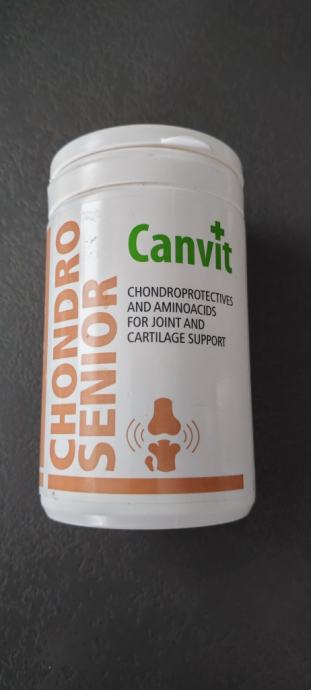 CHONDRO
SENIOR
Canvit
CHONDROPROTECTIVES
AND AMINOACIDS
FOR JOINT AND
CARTILAGE SUPPORT